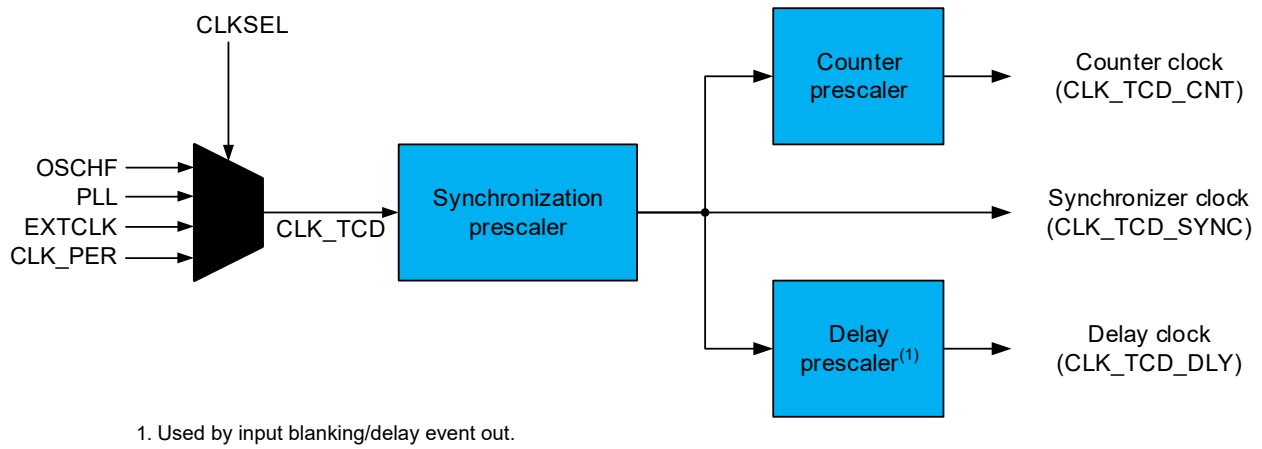 CLKSEL
OSCHF
PLL
EXTCLK
CLK_PER
CLK_TCD
Synchronization
prescaler
Counter
prescaler
Counter clock
(CLK_TCD_CNT)
Synchronizer clock
(CLK_TCD_SYNC)
Delay
prescaler(1)
Delay clock
(CLK_TCD_DLY)
1. Used by input blanking/delay event out.